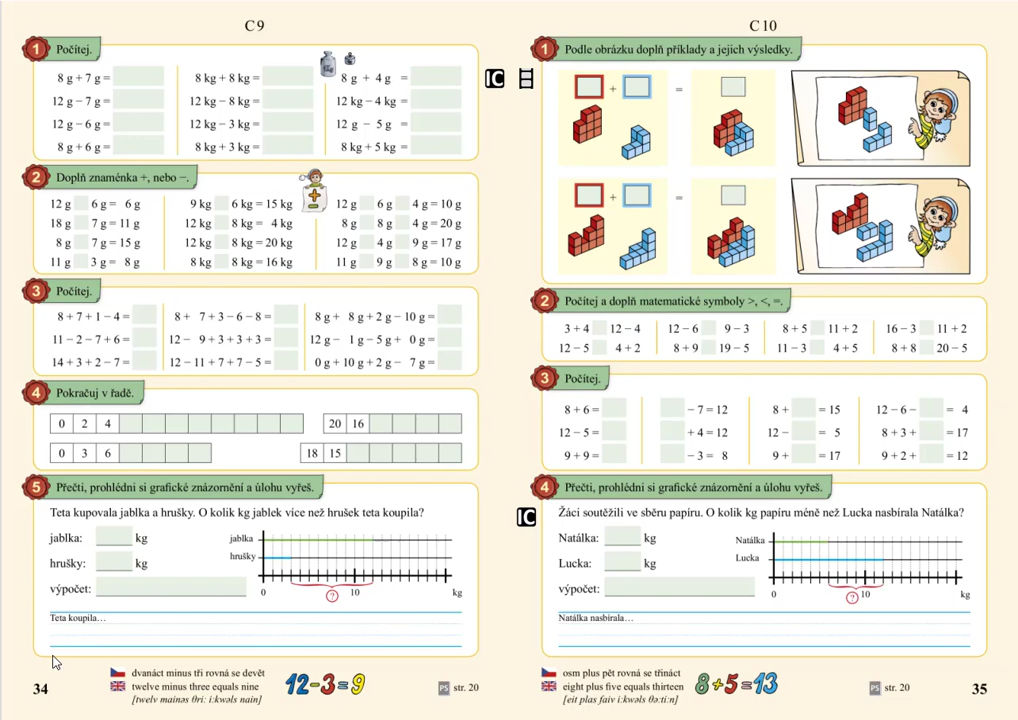 C 9
1 Počítej.
8 g + 7 g =
12 g − 7 g =
12 g − 6 g =
8 g + 6 g =
8 kg + 8 kg =
12 kg − 8 kg =
12 kg − 3 kg =
8 kg + 3 kg =
8 g + 4 g =
12 kg − 4 kg =
12 g − 5 g =
8 kg + 5 kg =
2 Doplň znaménka +, nebo −.
12 g 6 g = 6 g
18 g 7 g = 11 g
8 g 7 g = 15 g
11 g 3 g = 8 g
9 kg 6 kg = 15 kg
12 kg 8 kg = 4 kg
12 kg 8 kg = 20 kg
8 kg 8 kg = 16 kg
+
−
12 g 6 g 4 g = 10 g
8 g 8 g 4 g = 20 g
12 g 4 g 9 g = 17 g
11 g 9 g 8 g = 10 g
3 Počítej.
8 + 7 + 1 − 4 =
11 − 2 − 7 + 6 =
14 + 3 + 2 − 7 =
8 + 7 + 3 − 6 − 8 =
12 − 9 + 3 + 3 + 3 =
12 − 11 + 7 + 7 − 5 =
8 g + 8 g + 2 g − 10 g =
12 g − 1 g − 5 g + 0 g =
0 g + 10 g + 2 g − 7 g =
4 Pokračuj v řadě.
0 2 4
20 16
0 3 6
18 15
5 Přečti, prohlédni si grafické znázornění a úlohu vyřeš.
Teta kupovala jablka a hrušky. O kolik kg jablek více než hrušek teta koupila?
jablka: kg
hrušky: kg
výpočet:
jablka
hrušky
0 ? 10 kg
Teta koupila…
34
dvanáct minus tři rovná se devět
twelve minus three equals nine
[twelv mainəs θri: i:kwəls nain]
12−3=9
PS str. 20
C 10
1 Podle obrázku doplň příklady a jejich výsledky.
IC
+ =
+ =
2 Počítej a doplň matematické symboly >, <, =.
3 + 4 12 − 4
12 − 5 4 + 2
12 − 6 9 − 3
8 + 9 19 − 5
8 + 5 11 + 2
11 − 3 4 + 5
16 − 3 11 + 2
8 + 8 20 − 5
3 Počítej.
8 + 6 =
12 − 5 =
9 + 9 =
− 7 = 12
+ 4 = 12
− 3 = 8
8 + = 15
12 − = 5
9 + = 17
12 − 6 − = 4
8 + 3 + = 17
9 + 2 + = 12
4 Přečti, prohlédni si grafické znázornění a úlohu vyřeš.
IC
Žáci soutěžili ve sběru papíru. O kolik kg papíru méně než Lucka nasbírala Natálka?
Natálka: kg
Lucka: kg
výpočet:
Natálka
Lucka
0 ? 10 kg
Natálka nasbírala…
osm plus pět rovná se třináct
eight plus five equals thirteen
[eit plas faiv i:kwəls θə:ti:n]
8+5=13
PS str. 20
35